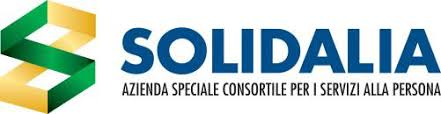 SOLIDALIA
AZIENDA SPECIALE CONSORTILE PER I SERVIZI ALLA PERSONA